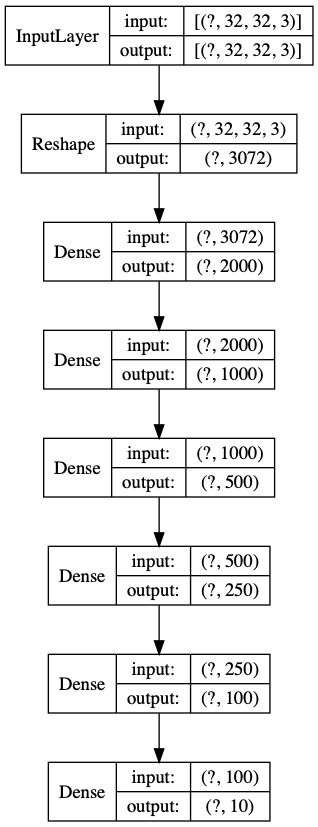 InputLayer input: [(?, 32, 32, 3)]
output: [(?, 32, 32, 3)]
Reshape input: (?, 32, 32, 3)
output: (?, 3072)
Dense input: (?, 3072)
output: (?, 2000)
Dense input: (?, 2000)
output: (?, 1000)
Dense input: (?, 1000)
output: (?, 500)
Dense input: (?, 500)
output: (?, 250)
Dense input: (?, 250)
output: (?, 100)
Dense input: (?, 100)
output: (?, 10)